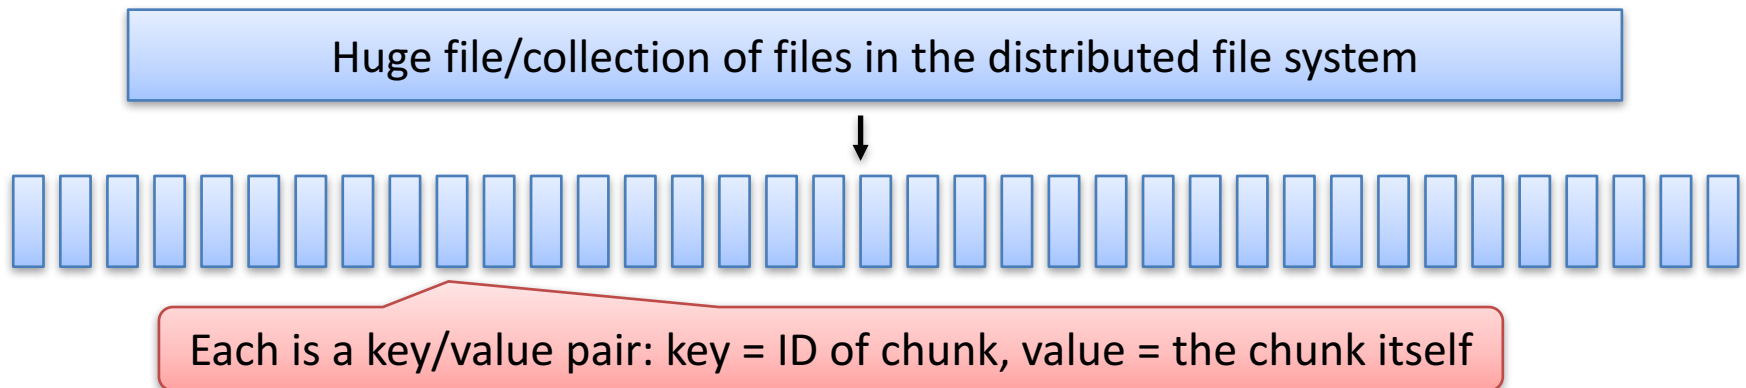 Huge file/collection of files in the distributed file system
Each is a key/value pair: key = ID of chunk, value = the chunk itself